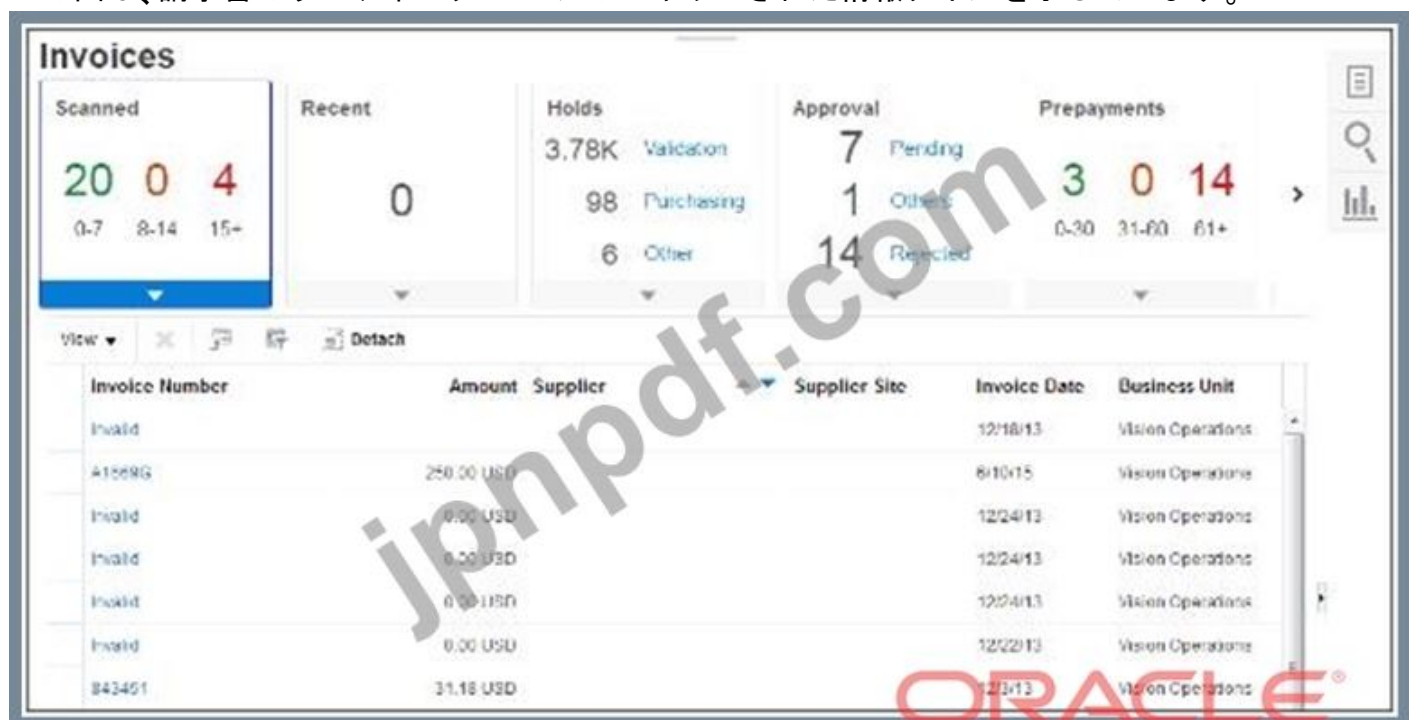 Invoices
Scanned
20 0 4
0-7 8-14 15+
Recent
0
Holds
3.78K Validation
98 Purchasing
6 Other
Approval
7 Pending
1 Others
14 Rejected
Prepayments
3 0 14
0-30 31-60 61+
View Detach
Invoice Number Amount Supplier Supplier Site Invoice Date Business Unit
Invalid 12/18/13 Vision Operations
250.00 USD 6/10/15 Vision Operations
Invalid 0.00 USD 12/24/13 Vision Operations
Invalid 0.00 USD 12/24/13 Vision Operations
Invalid 0.00 USD 12/24/13 Vision Operations
Invalid 0.00 USD 12/22/13 Vision Operations
843451 31.18 USD 12/3/13 Vision Operations
jpnpdf.com
ORACLE